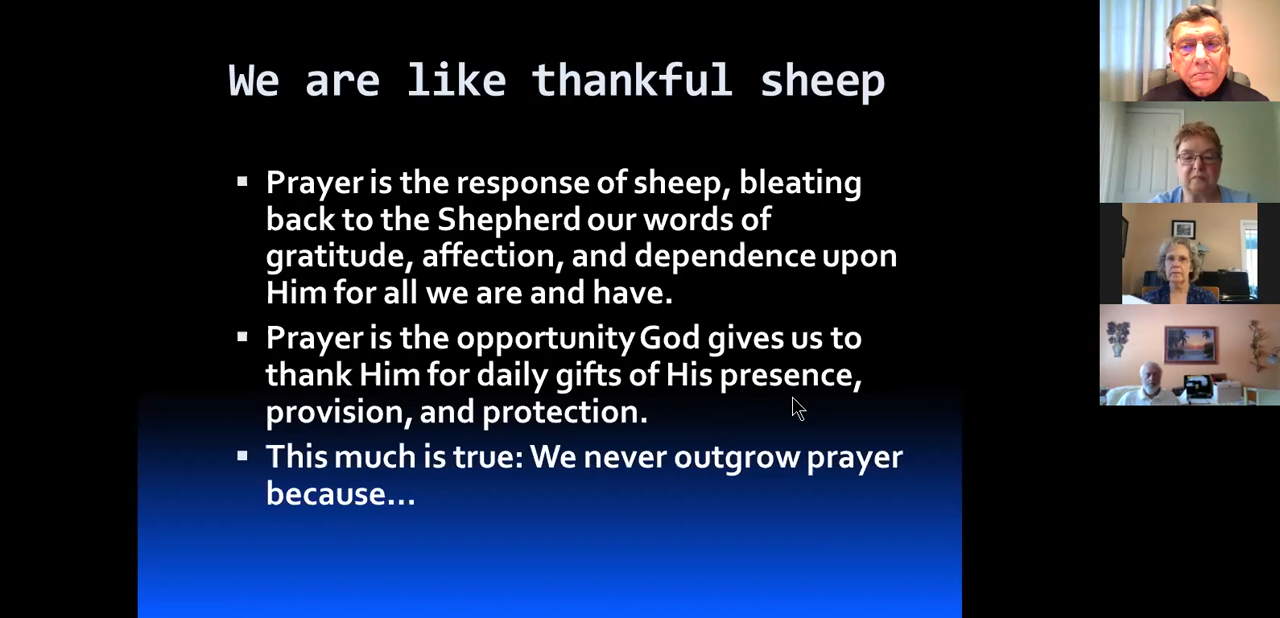 We are like thankful sheep
▪ Prayer is the response of sheep, bleating
back to the Shepherd our words of
gratitude, affection, and dependence upon
Him for all we are and have.
▪ Prayer is the opportunity God gives us to
thank Him for daily gifts of His presence,
provision, and protection.
▪ This much is true: We never outgrow prayer
because...